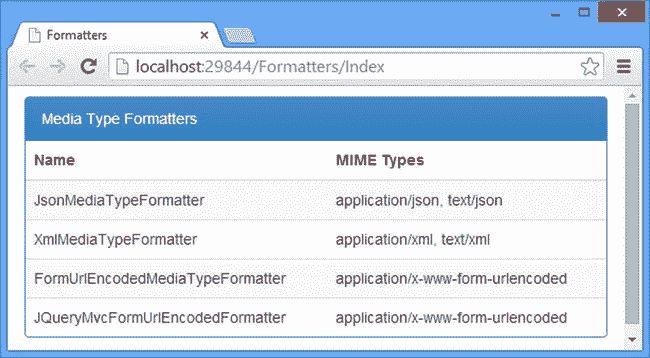 Formatters
localhost:29844/Formatters/Index
Media Type Formatters
Name MIME Types
JsonMediaTypeFormatter application/json, text/json
XmlMediaTypeFormatter application/xml, text/xml
FormUrlEncodedMediaTypeFormatter application/x-www-form-urlencoded
JQueryMvcFormUrlEncodedFormatter application/x-www-form-urlencoded